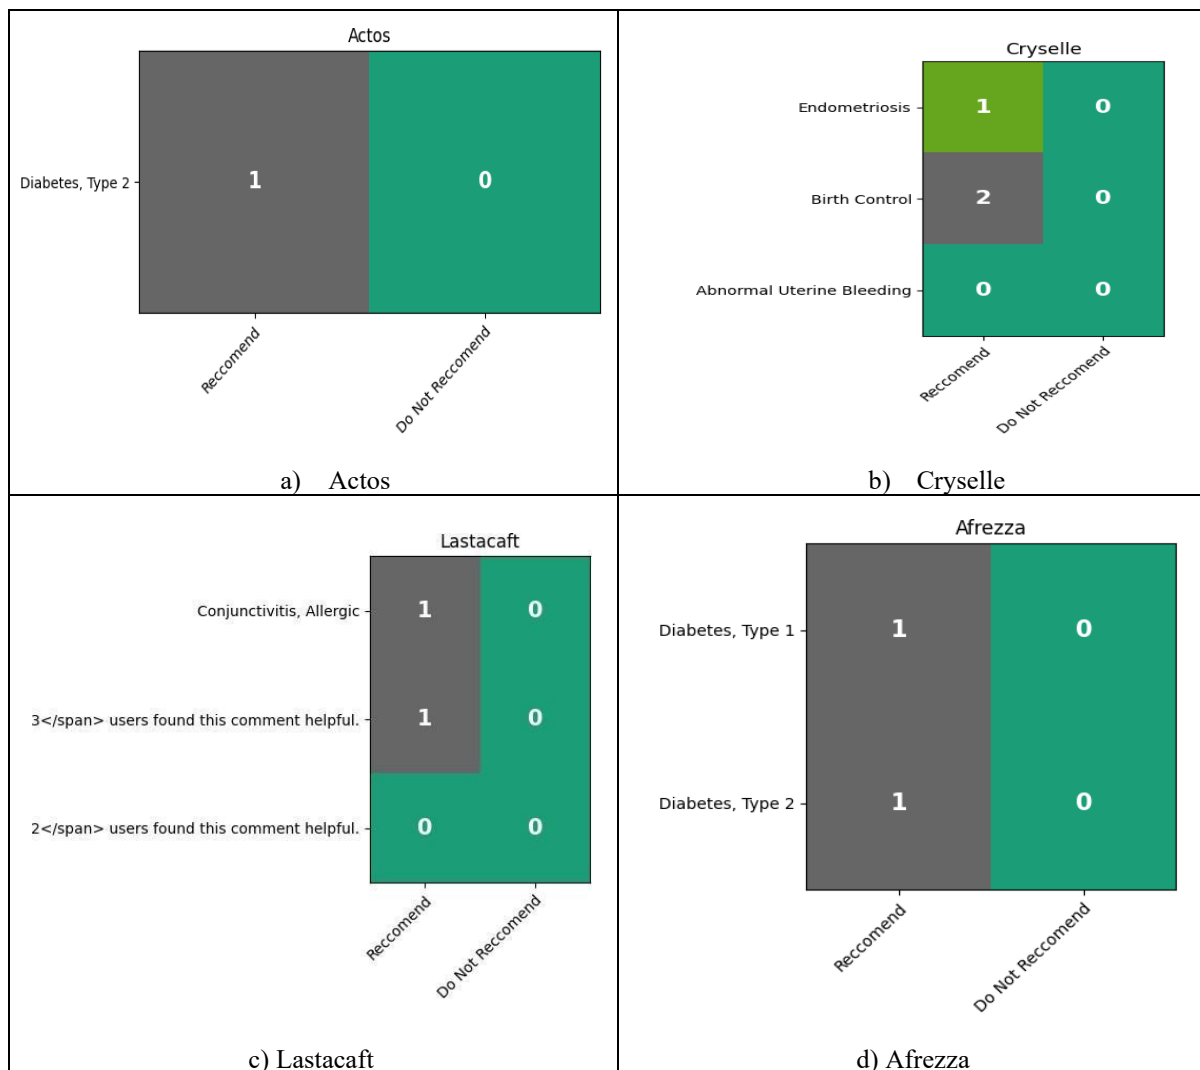 Actos
Diabetes, Type 2
1 0
Reccomend
Do Not Reccomend
a) Actos
Cryselle
Endometriosis
1 0
Birth Control
2 0
Abnormal Uterine Bleeding
0 0
Reccomend
Do Not Reccomend
b) Cryselle
Lastacaft
Conjunctivitis, Allergic
1 0
3</span> users found this comment helpful.
1 0
2</span> users found this comment helpful.
0 0
Reccomend
Do Not Reccomend
c) Lastacaft
Afrezza
Diabetes, Type 1
1 0
Diabetes, Type 2
1 0
Reccomend
Do Not Reccomend
d) Afrezza